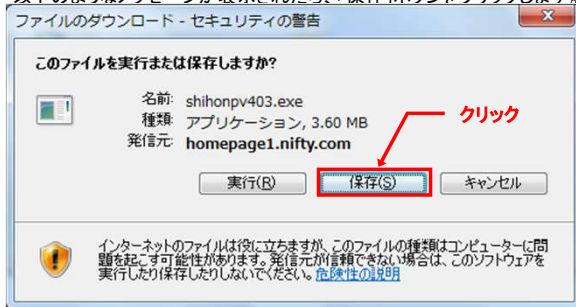 ファイルのダウンロード - セキュリティの警告
このファイルを実行または保存しますか?
名前: shihonpv403.exe
種類: アプリケーション, 3.60 MB
発信元: homepage1.nifty.com
クリック
実行(R) 保存(S) キャンセル
インターネットのファイルは役に立ちますが、このファイルの種類はコンピューターに問
題を起こす可能性があります。発信元が信頼できない場合は、このソフトウェアを
実行したり保存したりしないでください。危険性の説明